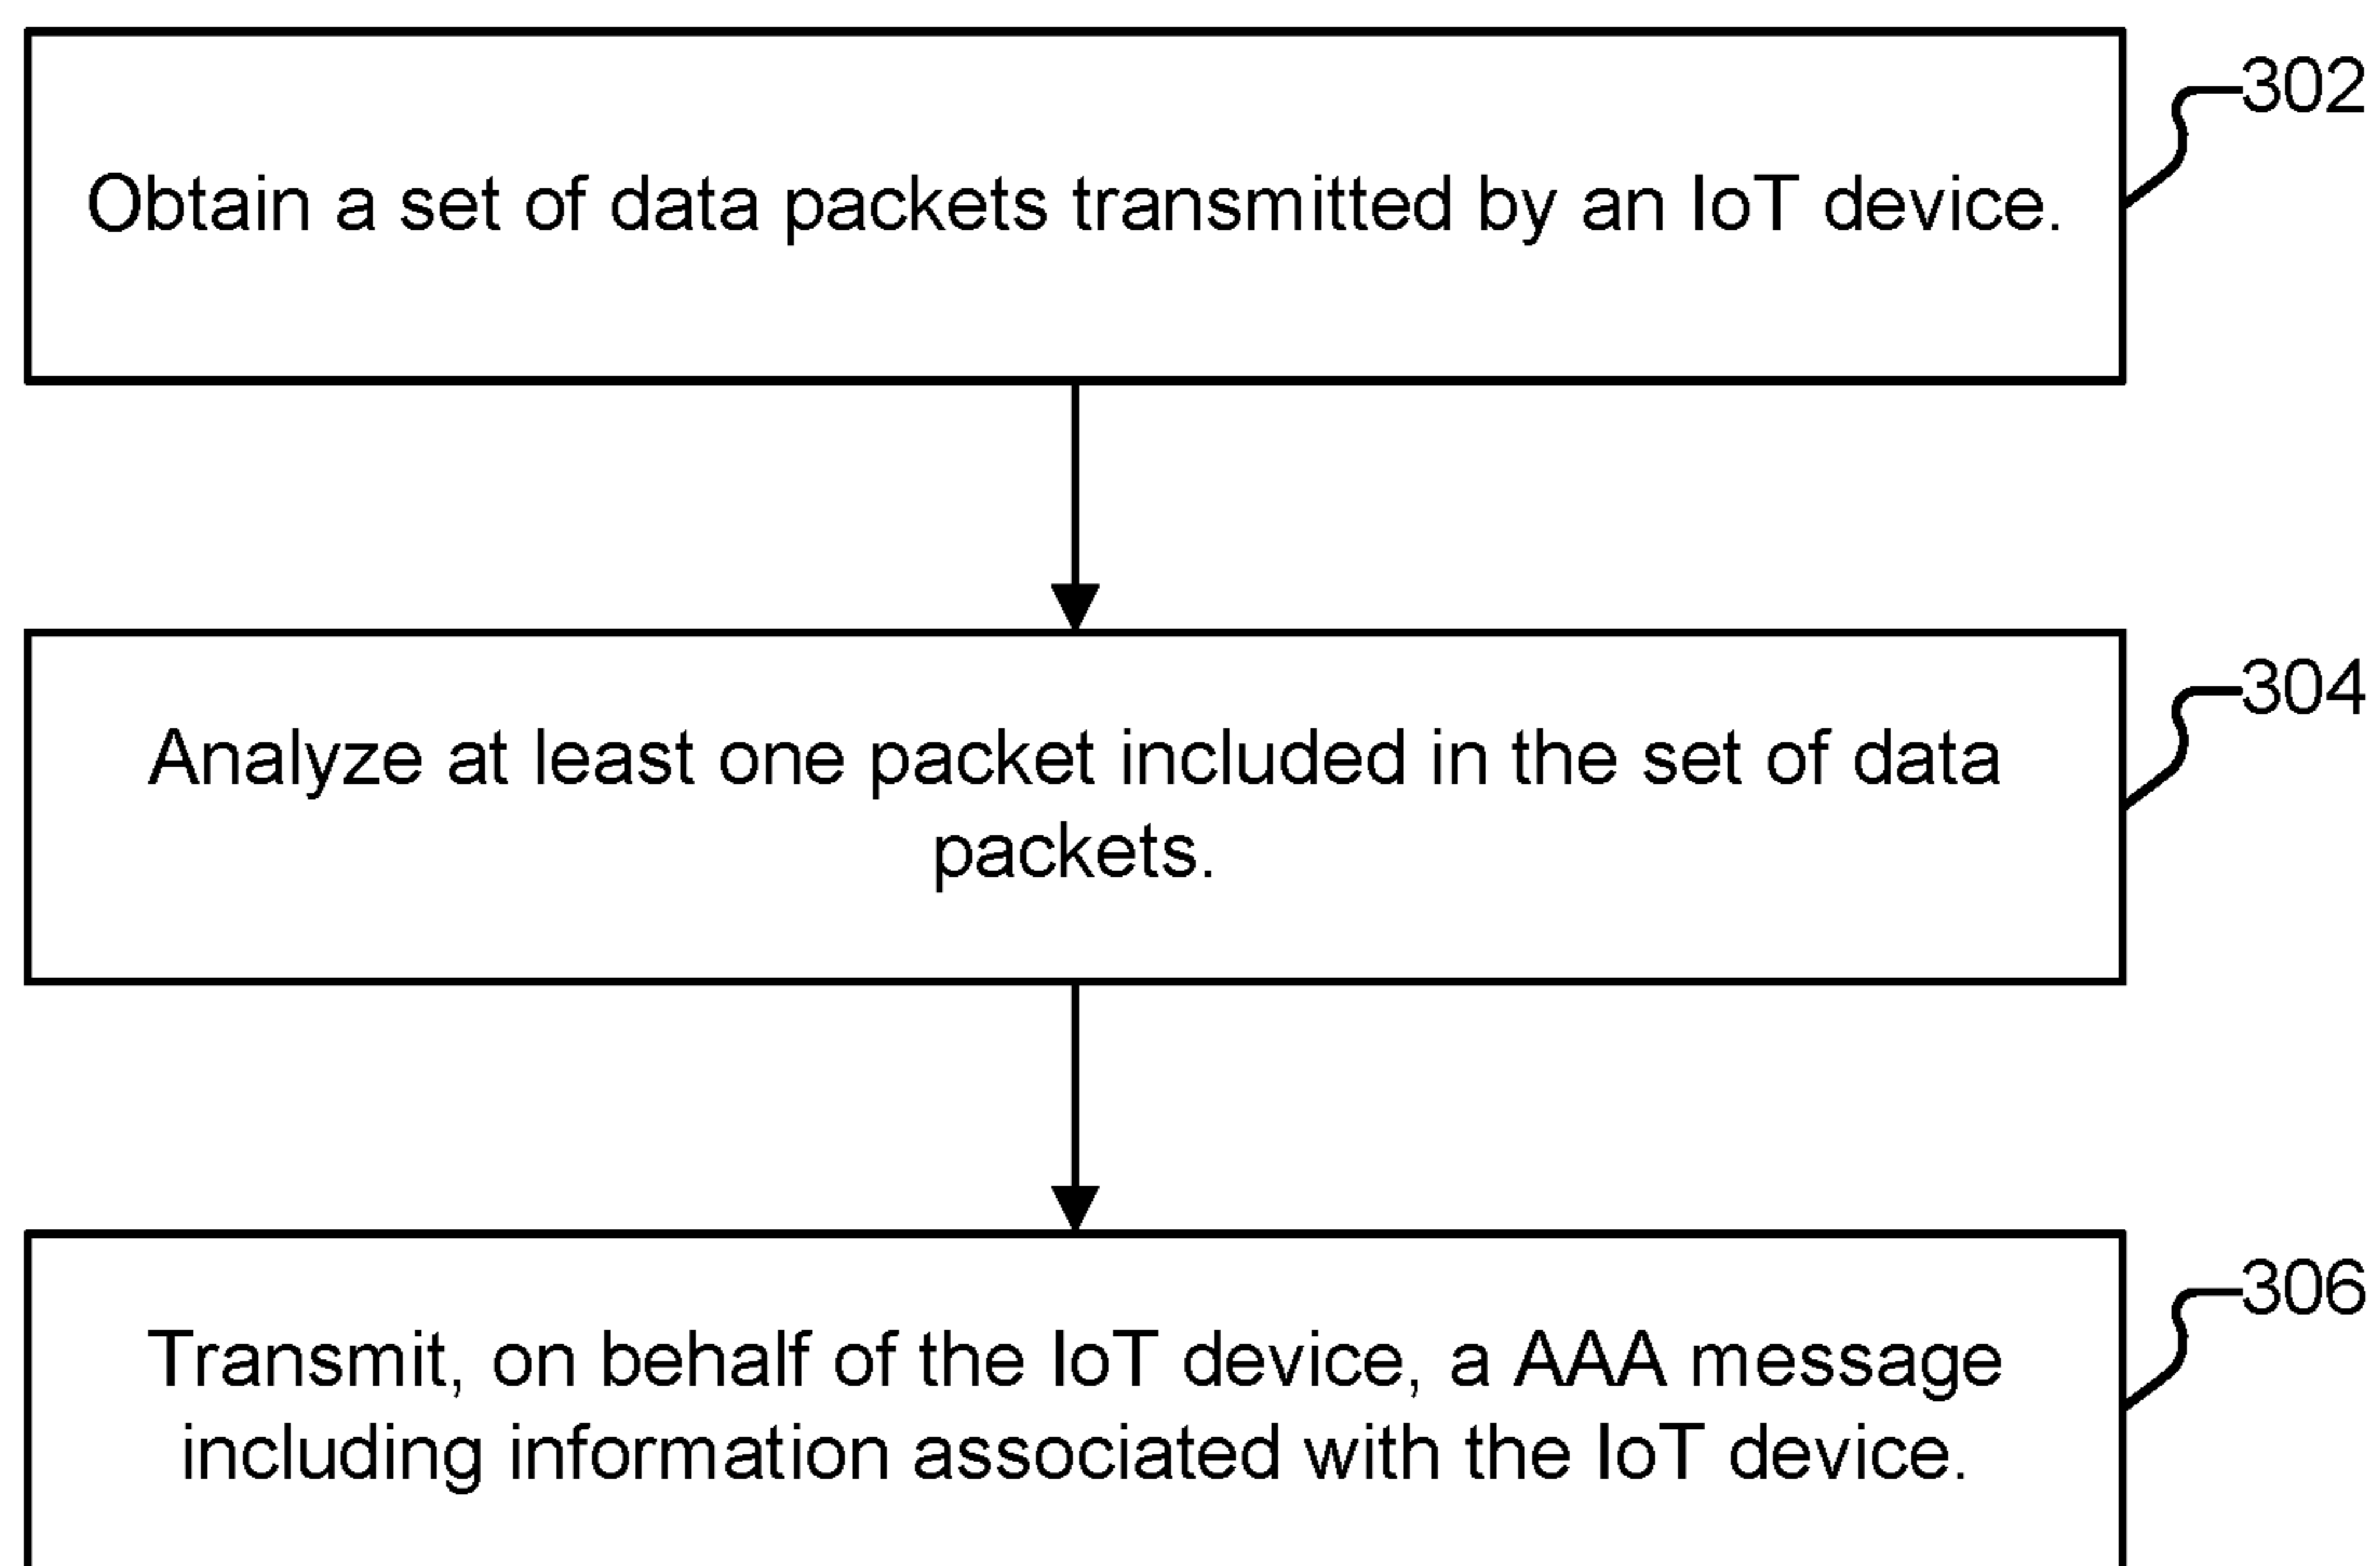 302
Obtain a set of data packets transmitted by an IoT device.
304
Analyze at least one packet included in the set of data
packets.
306
Transmit, on behalf of the IoT device, a AAA message
including information associated with the IoT device.